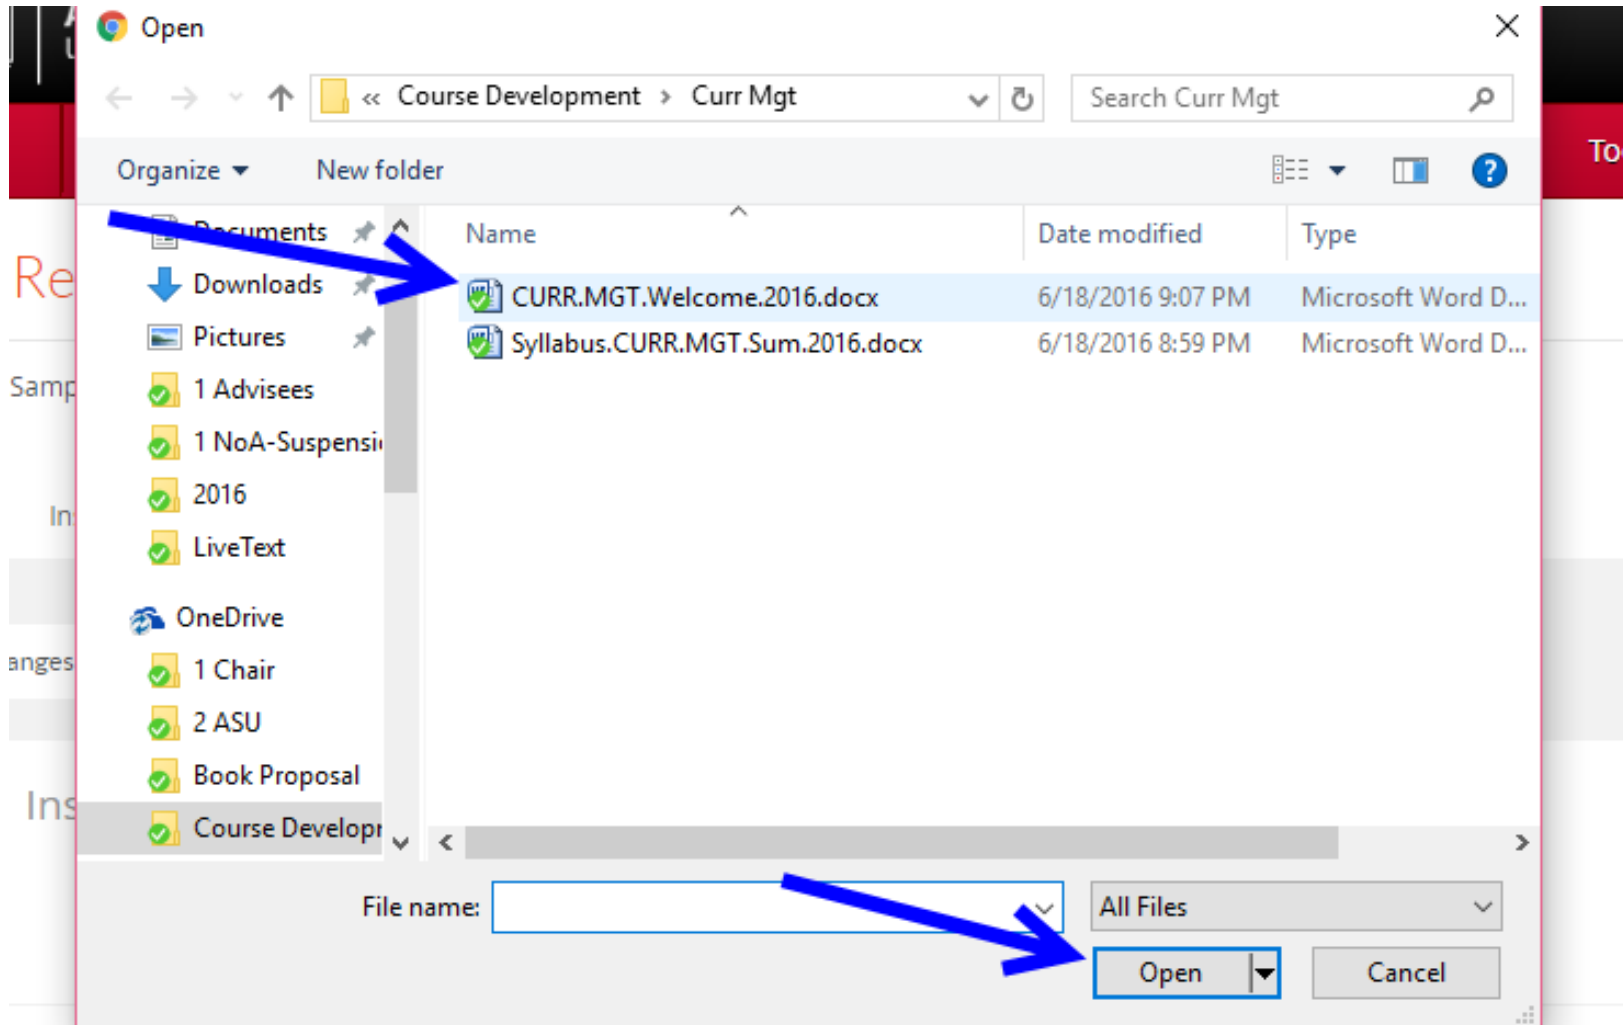 Open
« Course Development > Curr Mgt
Search Curr Mgt
Organize
New folder
?
To
Re
Samp
In
anges
Ins
Documents
Downloads
Pictures
1 Advisees
1 NoA-Suspensi
2016
LiveText
OneDrive
1 Chair
2 ASU
Book Proposal
Course Develop
Name Date modified Type
CURR.MGT.Welcome.2016.docx 6/18/2016 9:07 PM Microsoft Word D...
Syllabus.CURR.MGT.Sum.2016.docx 6/18/2016 8:59 PM Microsoft Word D...
File name:
All Files
Open
Cancel